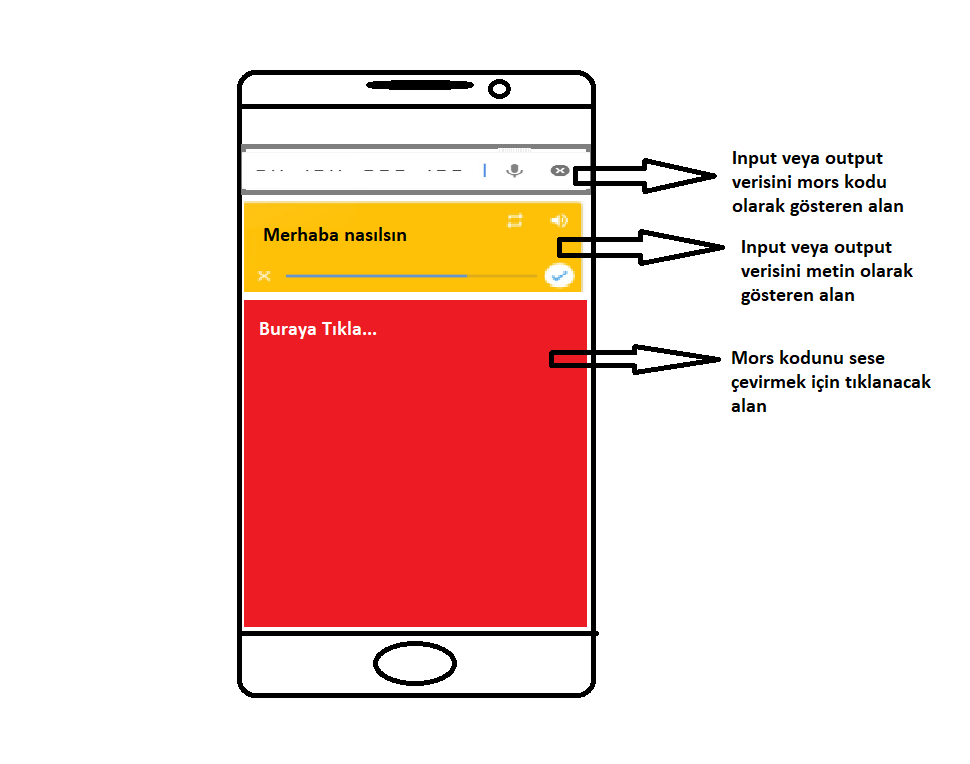 _ . .   . _ . .   _ _ _   . _ _
Input veya output
verisini mors kodu
olarak gösteren alan
Merhaba nasılsın
Input veya output
verisini metin olarak
gösteren alan
Buraya Tıkla...
Mors kodunu sese
çevirmek için tıklanacak
alan